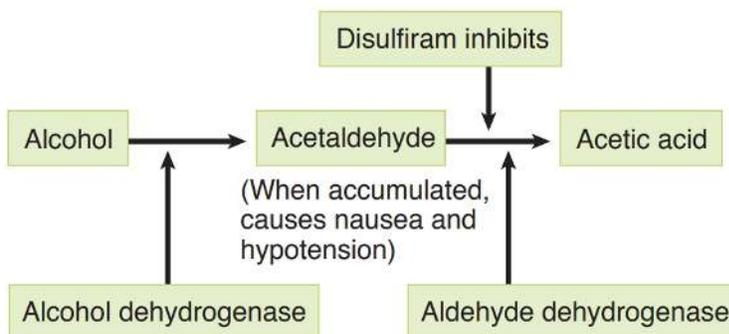 Disulfiram inhibits
Alcohol
Acetaldehyde
Acetic acid
(When accumulated,
causes nausea and
hypotension)
Alcohol dehydrogenase
Aldehyde dehydrogenase